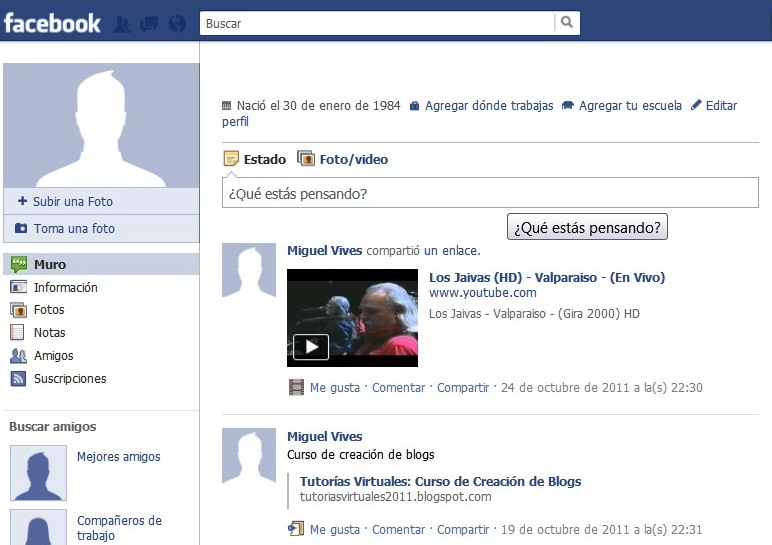 facebook
Buscar
Nació el 30 de enero de 1984 Agregar dónde trabajas Agregar tu escuela Editar
perfil
Estado Foto/video
¿Qué estás pensando?
¿Qué estás pensando?
+ Subir una Foto
Toma una foto
Muro
Información
Fotos
Notas
Amigos
Suscripciones
Buscar amigos
Mejores amigos
Compañeros de
trabajo
Miguel Vives compartió un enlace.
Los Jaivas (HD) - Valparaiso - (En Vivo)
www.youtube.com
Los Jaivas - Valparaiso - (Gira 2000) HD
Me gusta · Comentar · Compartir · 24 de octubre de 2011 a la(s) 22:30
Miguel Vives
Curso de creación de blogs
Tutorías Virtuales: Curso de Creación de Blogs
tutoriasvirtuales2011.blogspot.com
Me gusta · Comentar · Compartir · 19 de octubre de 2011 a la(s) 22:31